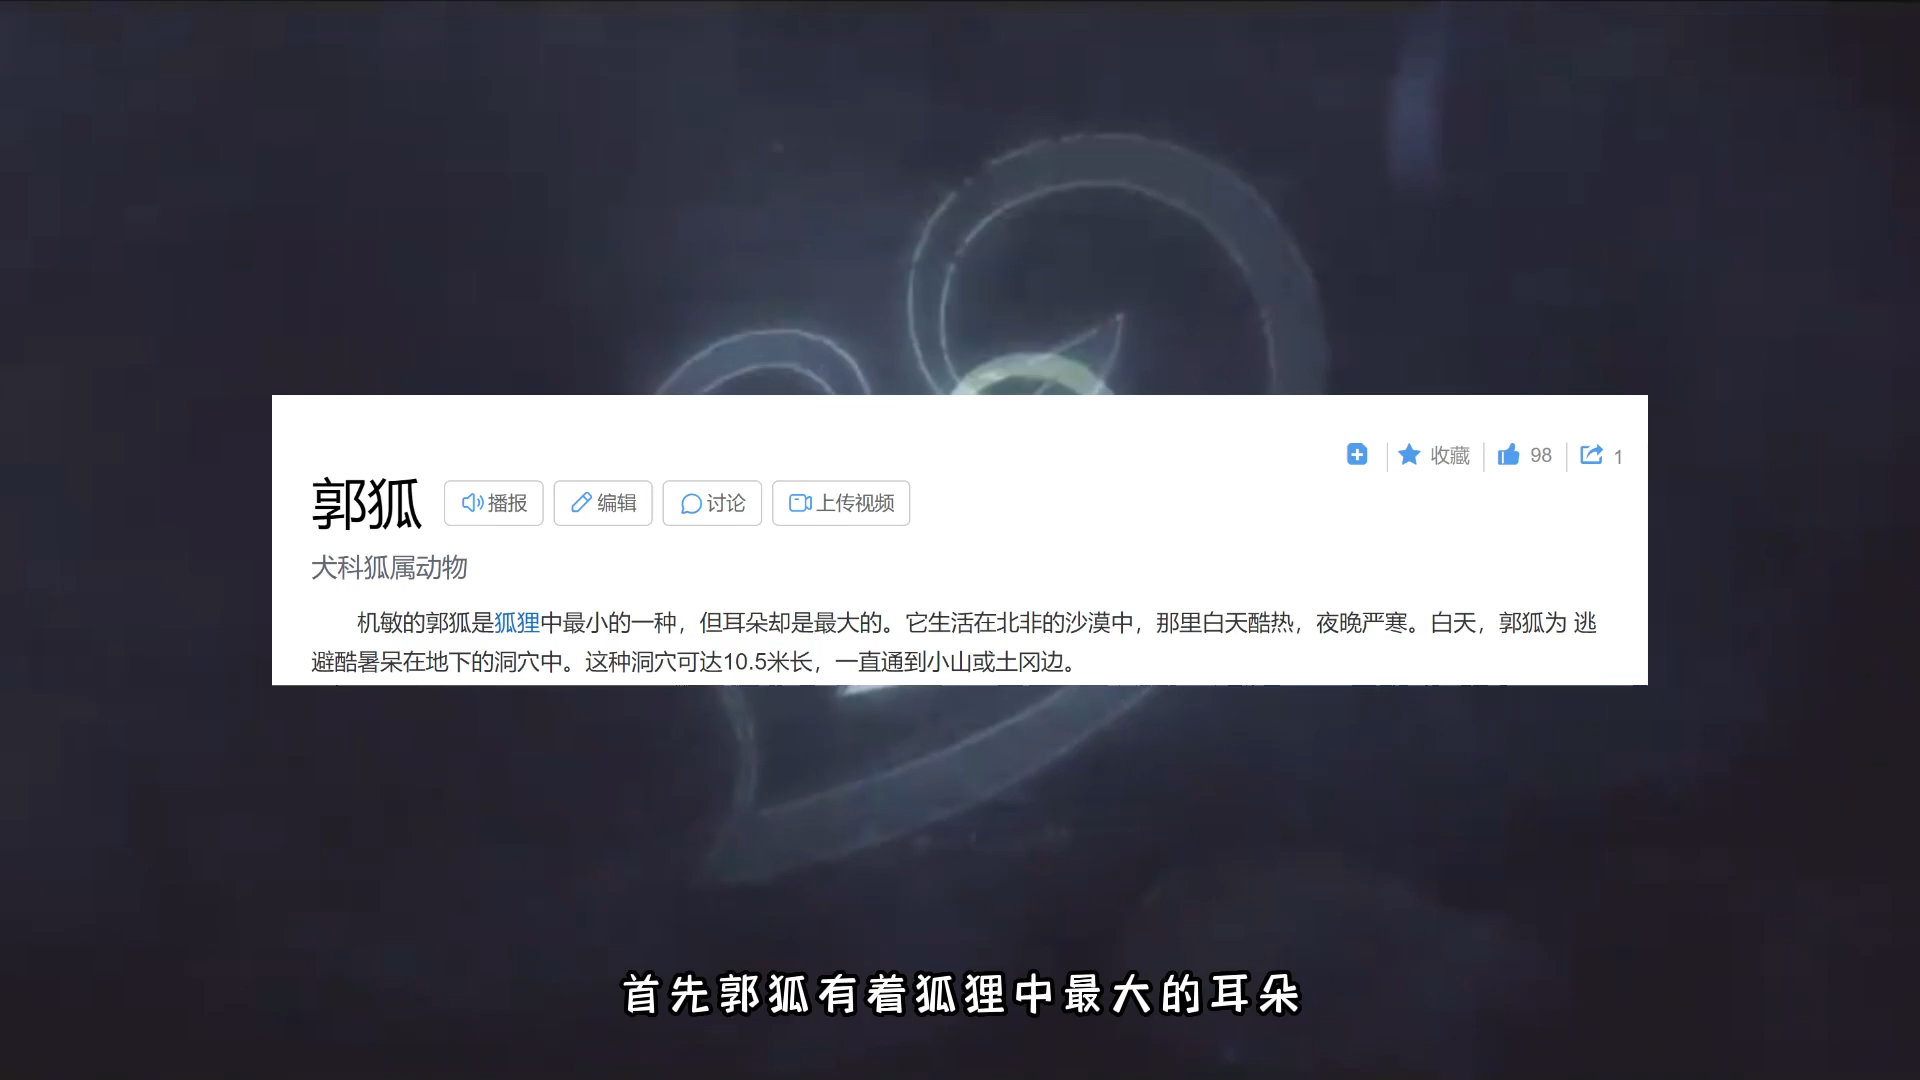 收藏 98 1
郭狐 播报 编辑 讨论 上传视频
犬科狐属动物
机敏的郭狐是狐狸中最小的一种，但耳朵却是最大的。它生活在北非的沙漠中，那里白天酷热，夜晚严寒。白天，郭狐为 逃
避酷暑呆在地下的洞穴中。这种洞穴可达10.5米长，一直通到小山或土冈边。
首先郭狐有着狐狸中最大的耳朵